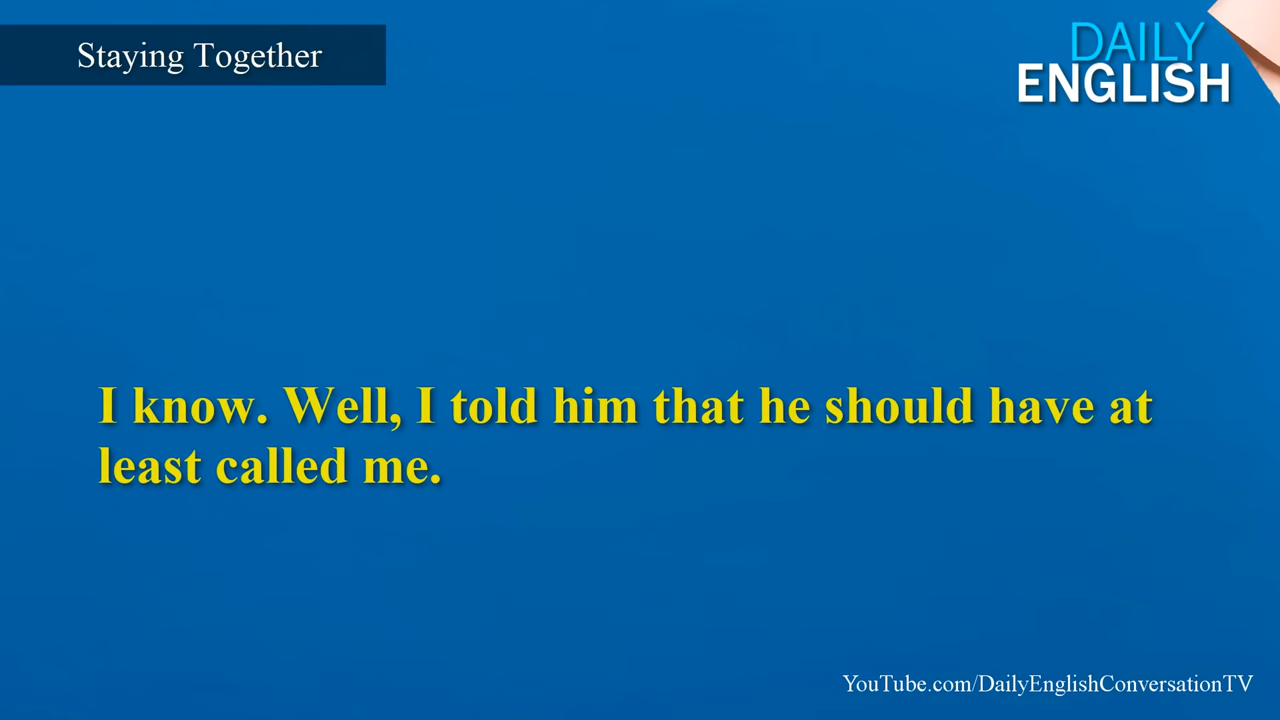 Staying Together
DAILY
ENGLISH
I know. Well, I told him that he should have at
least called me.
YouTube.com/DailyEnglishConversationTV